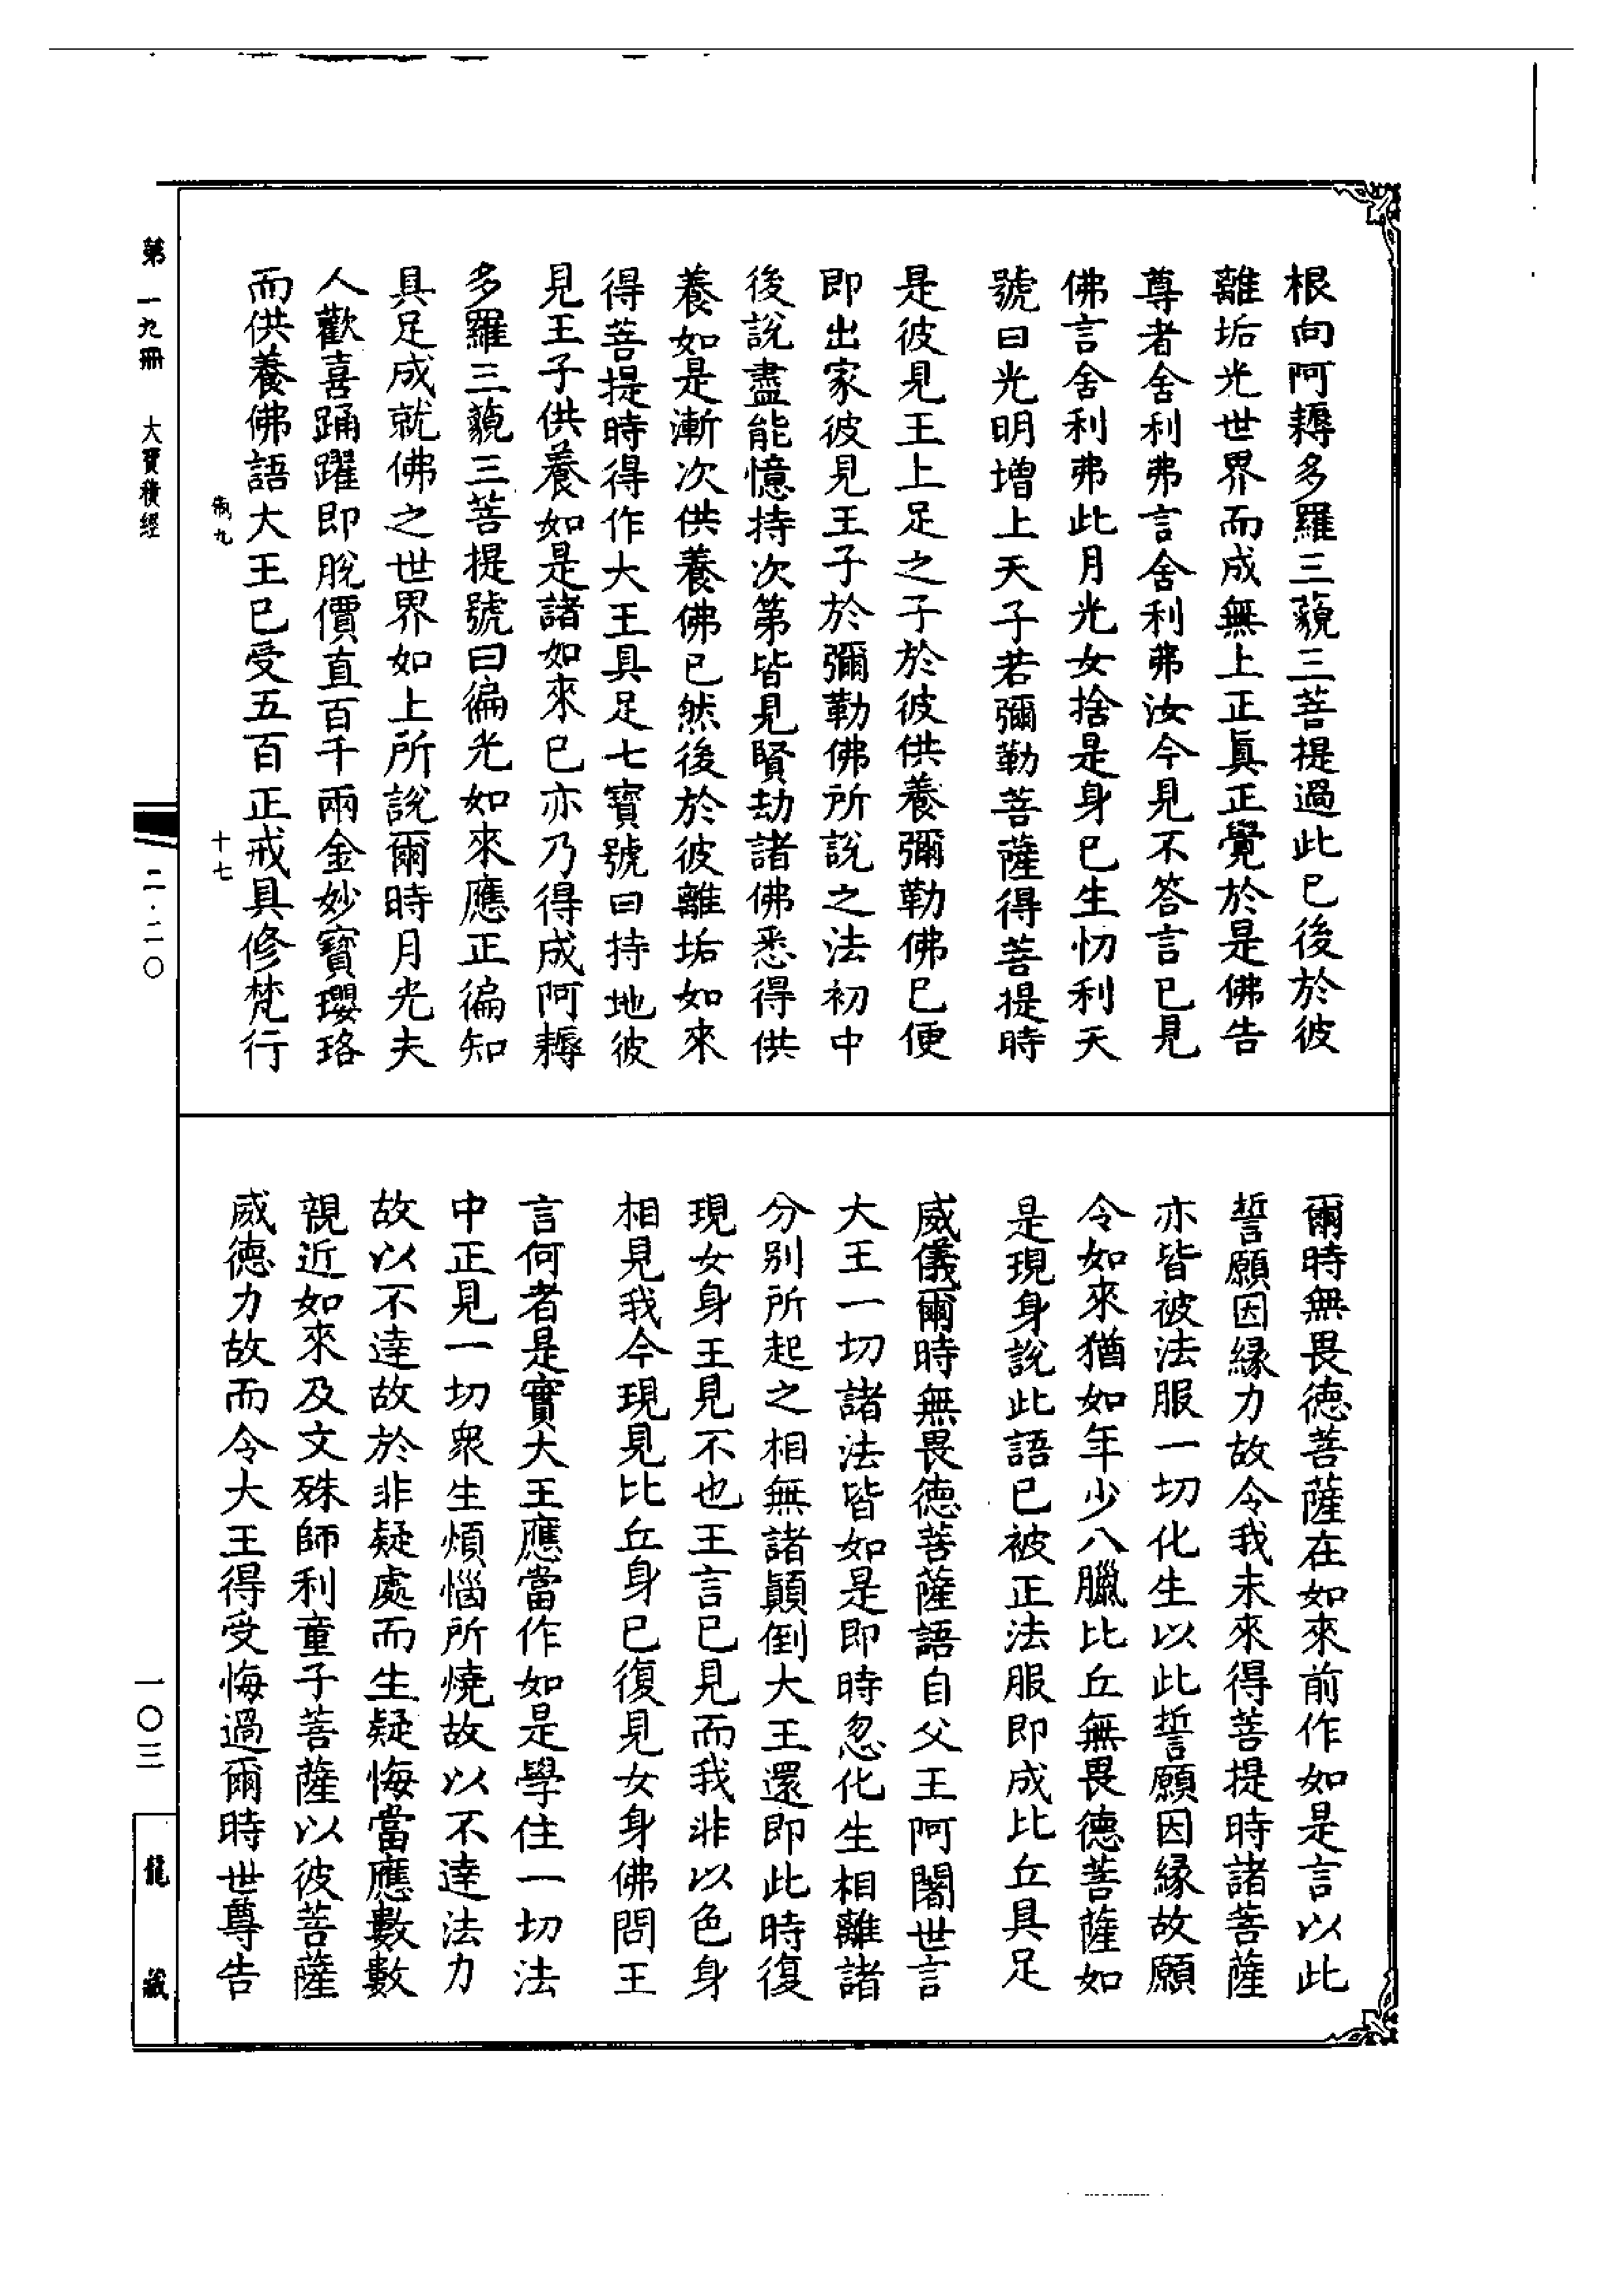 根向阿耨多羅三藐三菩提過此已後於彼
離垢光世界而成無上正真正覺於是佛告
尊者舍利弗言舍利弗汝今見不答言已見
佛言舍利弗此月光女捨是身已生忉利天
號曰光明增上天子若彌勒菩薩得菩提時
是彼見王上足之子於彼供養彌勒佛已便
即出家彼見王子於彌勒佛所說之法初中
後說盡能憶持次第皆見賢劫諸佛悉得供
養如是漸次供養佛已然後於彼離垢如來
得菩提時得作大王具足七寶號曰持地彼
見王子供養如是諸如來已亦乃得成阿耨
多羅三藐三菩提號曰徧光如來應正徧知
具足成就佛之世界如上所說爾時月光夫
人歡喜踊躍即脫價直百千兩金妙寶瓔珞
而供養佛語大王已受五百正戒具修梵行
爾時無畏德菩薩在如來前作如是言以此
誓願因緣力故令我未來得菩提時諸菩薩
亦皆被法服一切化生以此誓願因緣故願
令如來猶如年少八臘比丘無畏德菩薩如
是現身說此語已被正法服即成比丘具足
威儀爾時無畏德菩薩語自父王阿闍世言
大王一切諸法皆如是即時忽化生相離諸
分別所起之相無諸顛倒大王還即此時復
現女身王見不也王言已見而我非以色身
相見我今現見比丘身已復見女身佛問王
言何者是實大王應當作如是學住一切法
中正見一切衆生煩惱所燒故以不達法力
故以不達故於非疑處而生疑悔當應數數
親近如來及文殊師利童子菩薩以彼菩薩
威德力故而令大王得受悔過爾時世尊告
第一九冊 大寶積經
九
十七
二·二〇
一〇三
龍藏